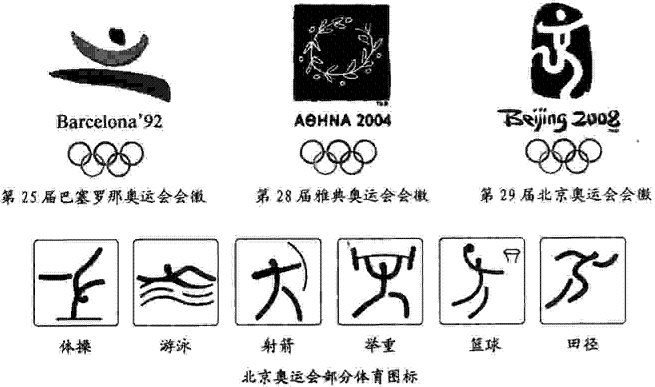 Barcelona'92
ΑΘΗΝΑ 2004
Beijing 2008
第25届巴塞罗那奥运会会徽
第28届雅典奥运会会徽
第29届北京奥运会会徽
体操
游泳
射箭
举重
篮球
田径
北京奥运会部分体育图标